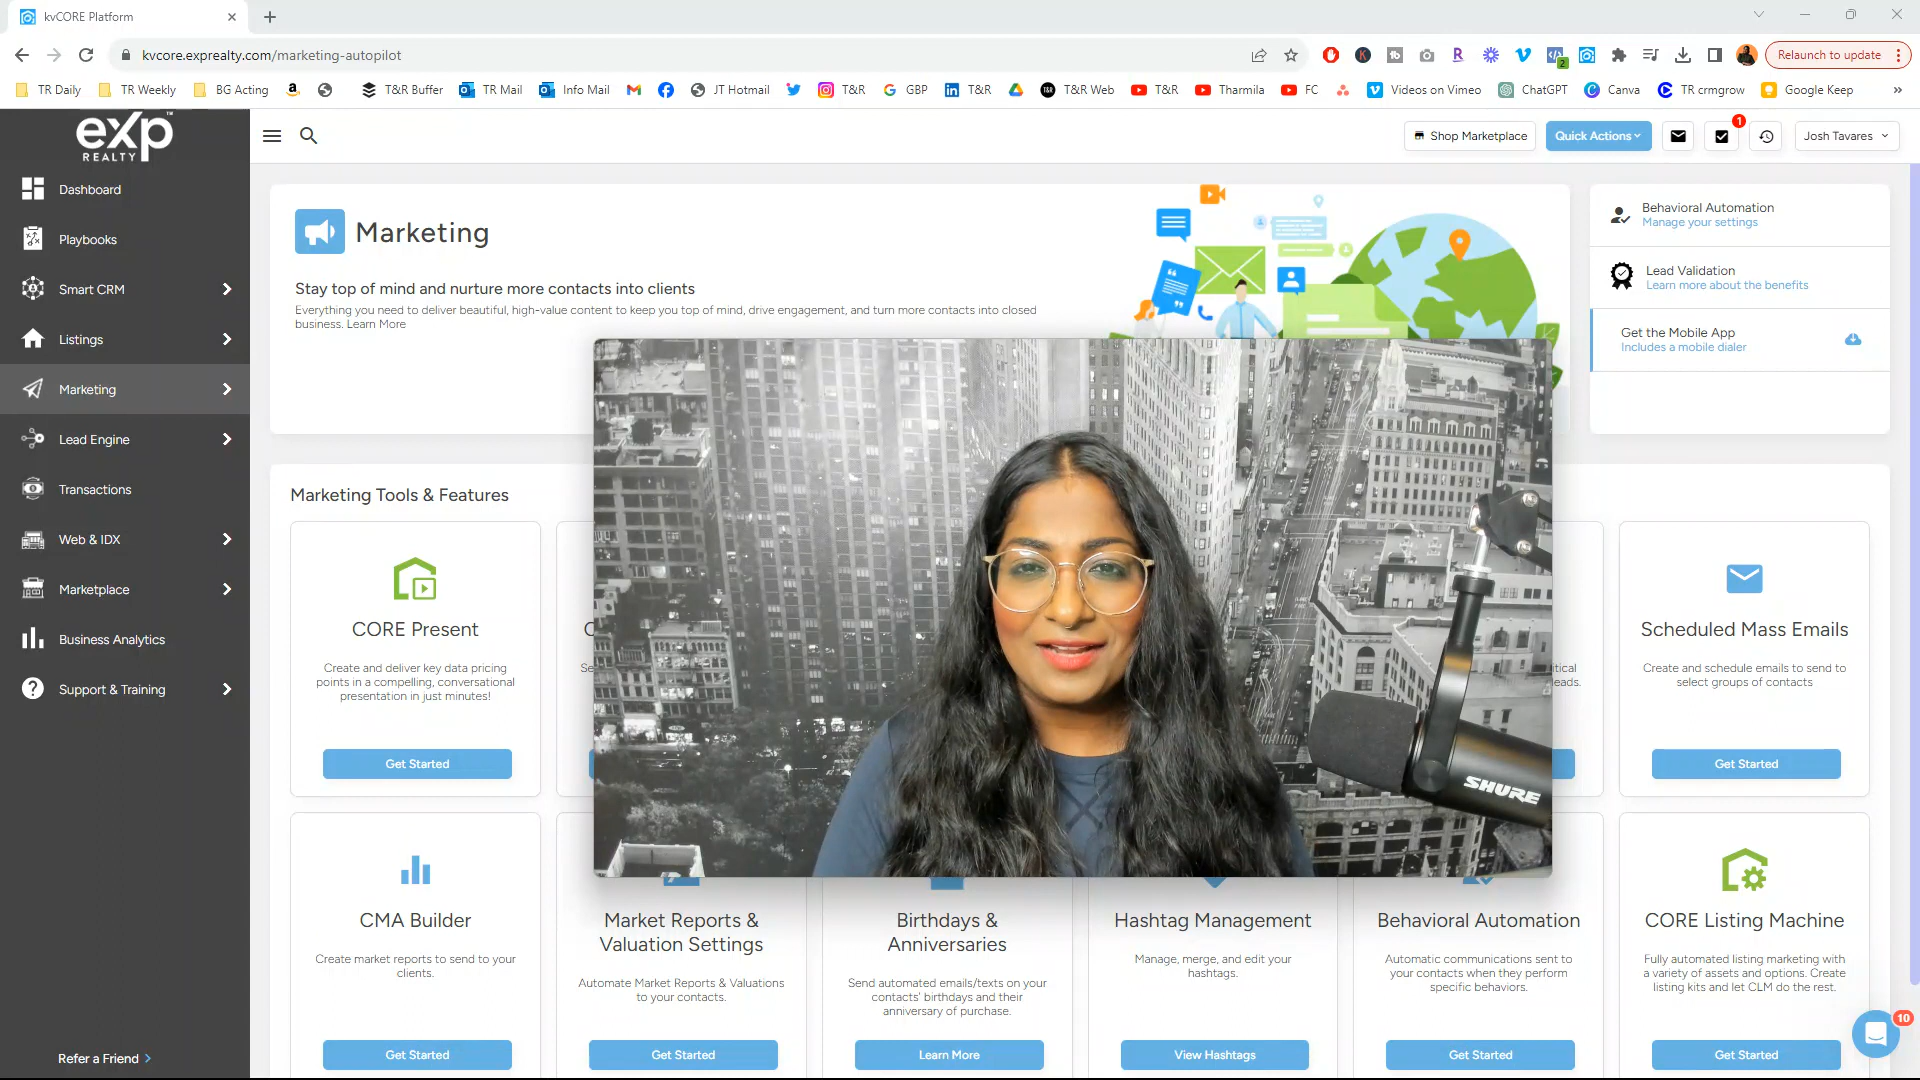 kvCORE Platform
kvcore.exprealty.com/marketing-autopilot
Relaunch to update
TR Daily
TR Weekly
BG Acting
T&R Buffer
TR Mail
Info Mail
JT Hotmail
T&R
GBP
T&R
T&R Web
T&R
Tharmila
FC
Videos on Vimeo
ChatGPT
Canva
TR crmgrow
Google Keep
eXp
REALTY
Shop Marketplace
Quick Actions
1
Josh Tavares
Dashboard
Playbooks
Smart CRM
Listings
Marketing
Lead Engine
Transactions
Web & IDX
Marketplace
Business Analytics
Support & Training
Refer a Friend
Marketing
Stay top of mind and nurture more contacts into clients
Everything you need to deliver beautiful, high-value content to keep you top of mind, drive engagement, and turn more contacts into closed
business. Learn More
Behavioral Automation
Manage your settings
Lead Validation
Learn more about the benefits
Get the Mobile App
Includes a mobile dialer
Marketing Tools & Features
CORE Present
Create and deliver key data pricing
points in a compelling, conversational
presentation in just minutes!
Get Started
SHURE
Scheduled Mass Emails
Create and schedule emails to send to
select groups of contacts
Get Started
CMA Builder
Create market reports to send to your
clients.
Get Started
Market Reports &
Valuation Settings
Automate Market Reports & Valuations
to your contacts.
Get Started
Birthdays &
Anniversaries
Send automated emails/texts on your
contacts' birthdays and their
anniversary of purchase.
Learn More
Hashtag Management
Manage, merge, and edit your
hashtags.
View Hashtags
Behavioral Automation
Automatic communications sent to
your contacts when they perform
specific behaviors.
Get Started
CORE Listing Machine
Fully automated listing marketing with
a variety of assets and options. Create
listing kits and let CLM do the rest.
Get Started
10